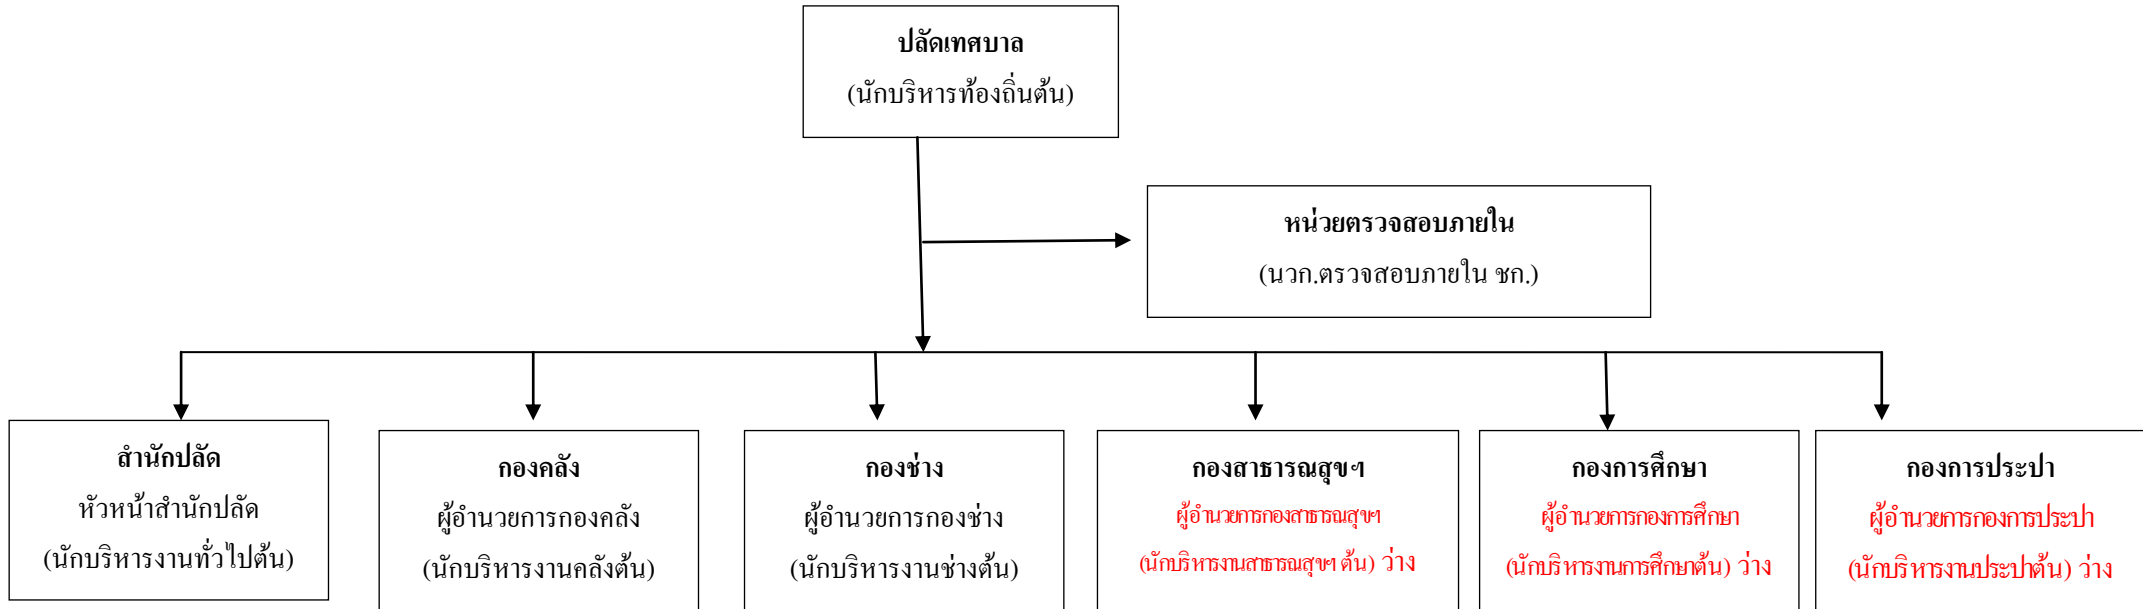 ปลัดเทศบาล
(นักบริหารท้องถิ่นต้น)
หน่วยตรวจสอบภายใน
(นวก.ตรวจสอบภายใน ชก.)
สำนักปลัด
หัวหน้าสำนักปลัด
(นักบริหารงานทั่วไปต้น)
กองคลัง
ผู้อำนวยการกองคลัง
(นักบริหารงานคลังต้น)
กองช่าง
ผู้อำนวยการกองช่าง
(นักบริหารงานช่างต้น)
กองสาธารณสุขฯ
ผู้อำนวยการกองสาธารณสุขฯ
(นักบริหารงานสาธารณสุขฯ ต้น) ว่าง
กองการศึกษา
ผู้อำนวยการกองการศึกษา
(นักบริหารงานการศึกษาต้น) ว่าง
กองการประปา
ผู้อำนวยการกองการประปา
(นักบริหารงานประปาต้น) ว่าง